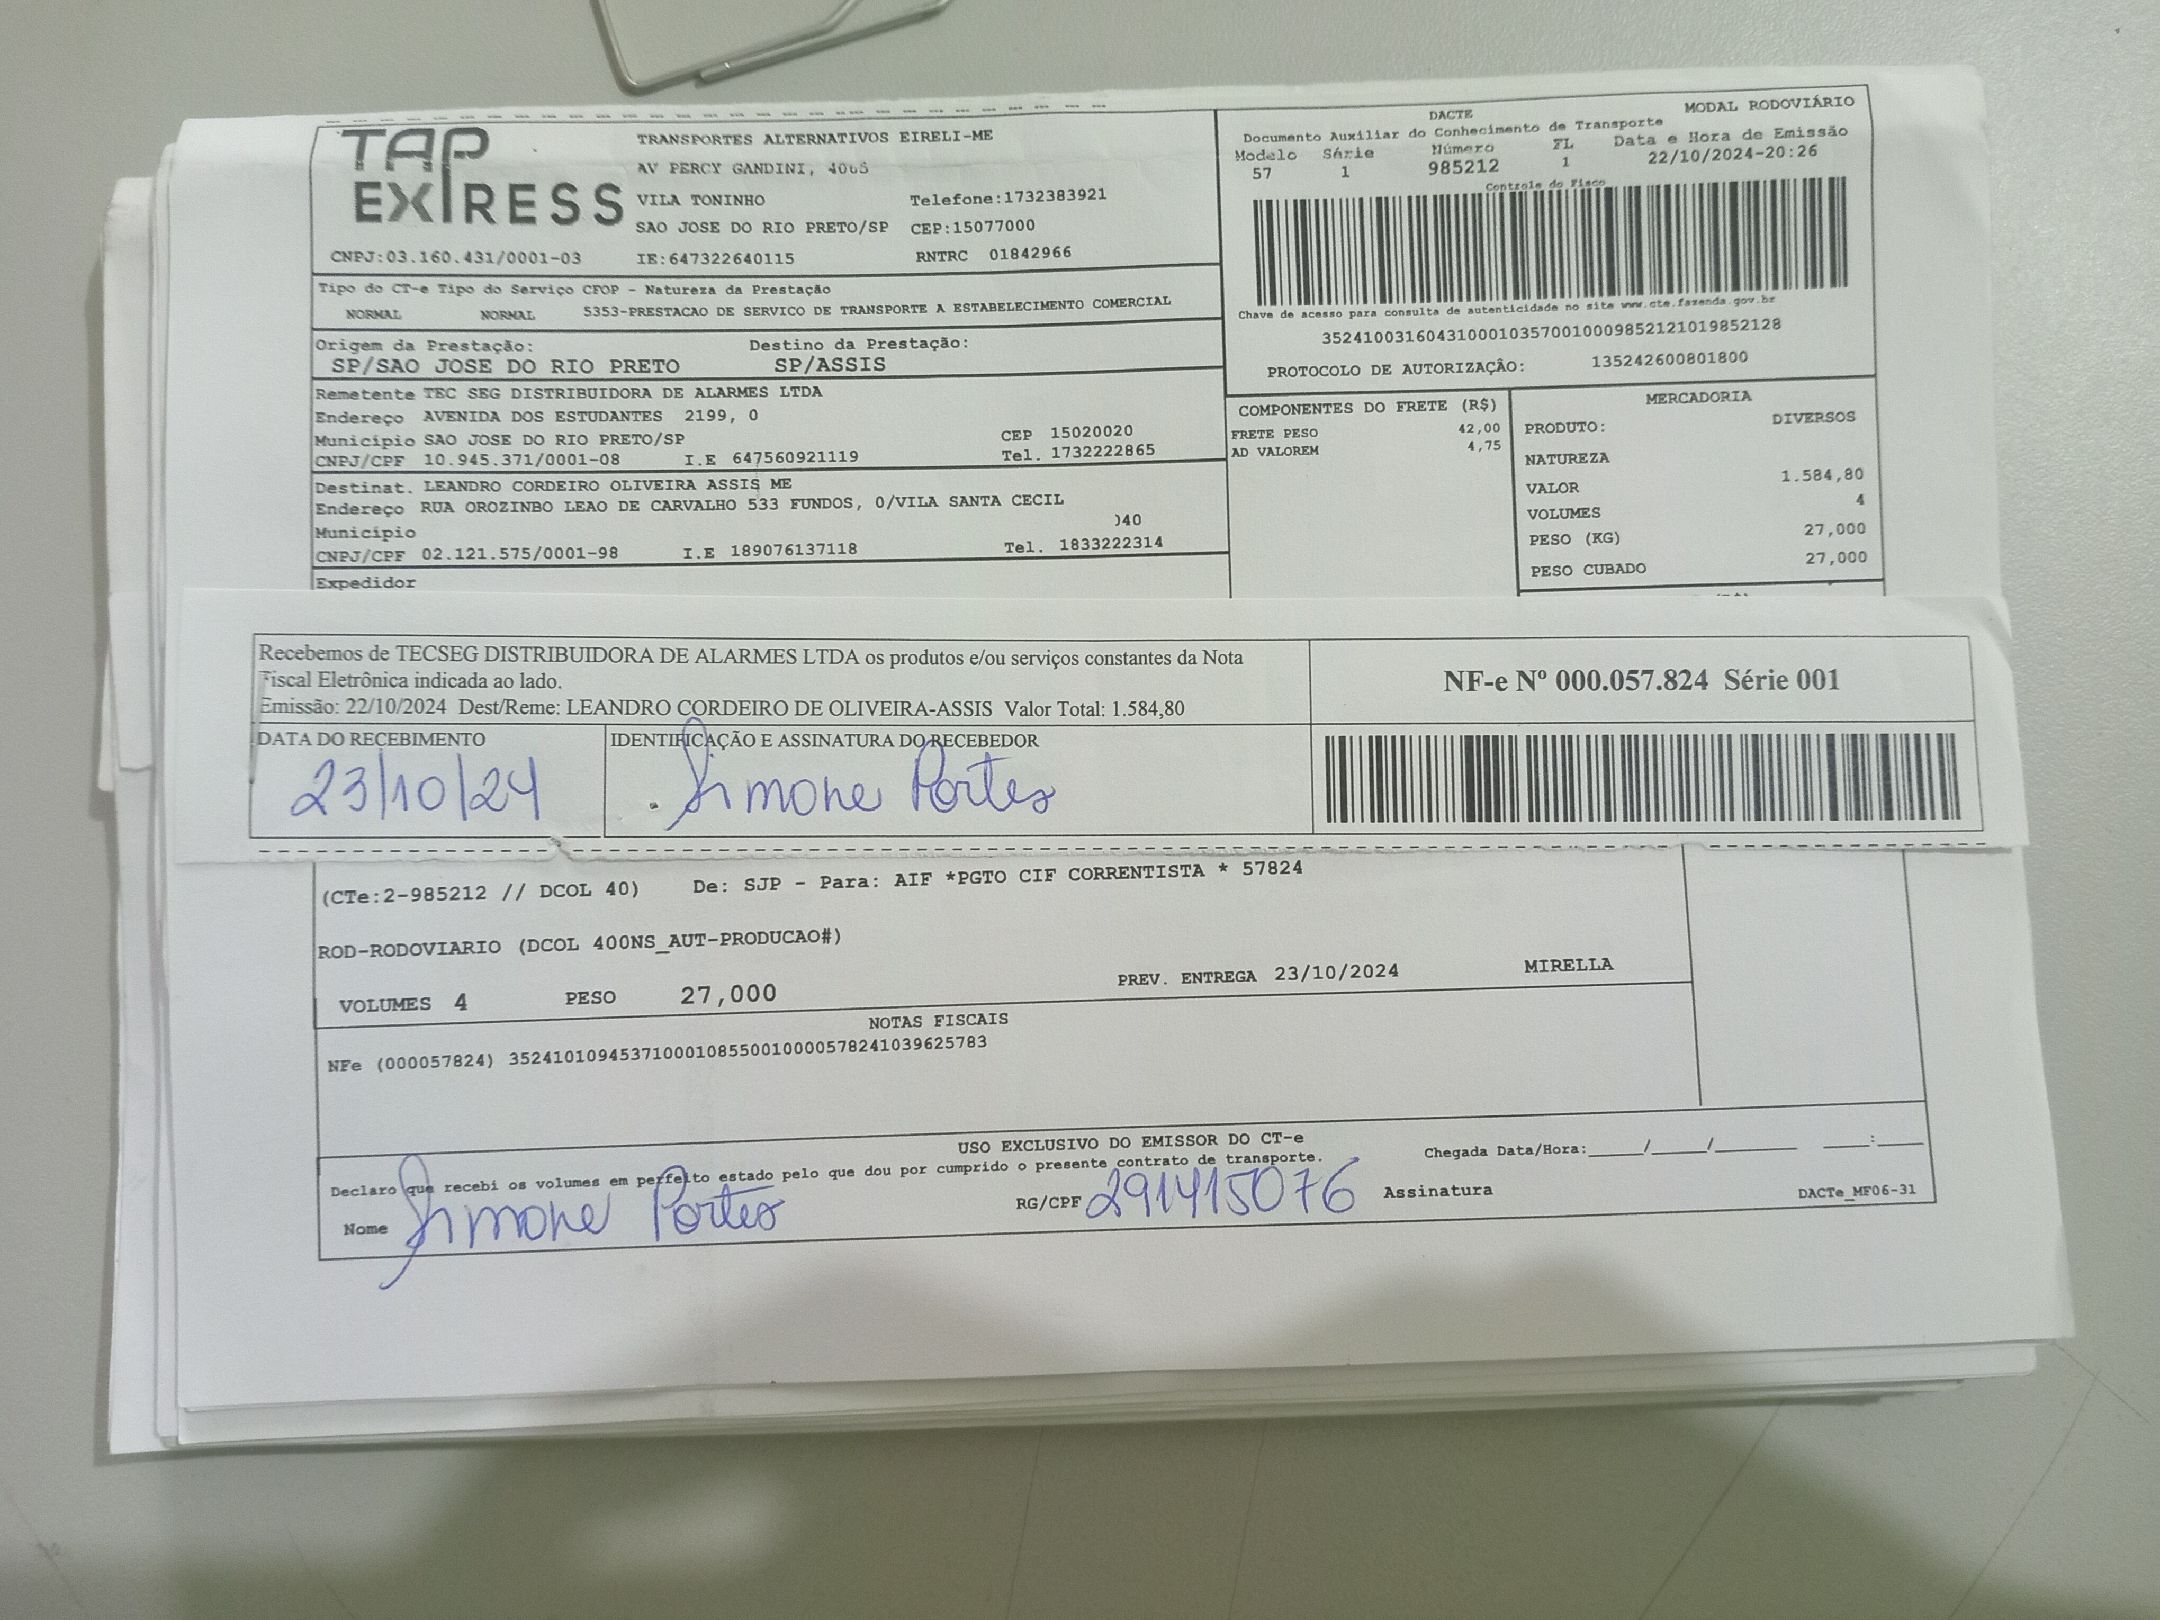 TAP EXPRESS
TRANSPORTES ALTERNATIVOS EIRELI-ME
AV PERCY GANDINI, 4065
VILA TONINHO Telefone:1732383921
SAO JOSE DO RIO PRETO/SP CEP:15077000
CNPJ:03.160.431/0001-03 IE:647322640115 RNTRC 01842966
DACTE MODAL RODOVIÁRIO
Documento Auxiliar do Conhecimento de Transporte
Modelo Série Número FL Data e Hora de Emissão
57 1 985212 1 22/10/2024-20:26
Controle do Fisco
Chave de acesso para consulta de autenticidade no site www.cte.fazenda.gov.br
35241003160431000103570010009852121019852128
PROTOCOLO DE AUTORIZAÇÂO: 135242600801800
Tipo do CT-e Tipo do Serviço CFOP - Natureza da Prestação
NORMAL NORMAL 5353-PRESTACAO DE SERVICO DE TRANSPORTE A ESTABELECIMENTO COMERCIAL
Origem da Prestação: Destino da Prestação:
SP/SAO JOSE DO RIO PRETO SP/ASSIS
Remetente TEC SEG DISTRIBUIDORA DE ALARMES LTDA
Endereço AVENIDA DOS ESTUDANTES 2199, 0
Município SAO JOSE DO RIO PRETO/SP CEP 15020020
CNPJ/CPF 10.945.371/0001-08 I.E 647560921119 Tel. 1732222865
Destinat. LEANDRO CORDEIRO OLIVEIRA ASSIS ME
Endereço RUA OROZINBO LEAO DE CARVALHO 533 FUNDOS, 0/VILA SANTA CECIL
Município 040
CNPJ/CPF 02.121.575/0001-98 I.E 189076137118 Tel. 1833222314
Expedidor
COMPONENTES DO FRETE (R$)
FRETE PESO 42,00
AD VALOREM 4,75
MERCADORIA
PRODUTO: DIVERSOS
NATUREZA
VALOR 1.584,80
VOLUMES 4
PESO (KG) 27,000
PESO CUBADO 27,000
Recebemos de TECSEG DISTRIBUIDORA DE ALARMES LTDA os produtos e/ou serviços constantes da Nota
Fiscal Eletrônica indicada ao lado.
Emissão: 22/10/2024 Dest/Reme: LEANDRO CORDEIRO DE OLIVEIRA-ASSIS Valor Total: 1.584,80
NF-e Nº 000.057.824 Série 001
DATA DO RECEBIMENTO IDENTIFICAÇÃO E ASSINATURA DO RECEBEDOR
23/10/24 Simone Portes
(CTe:2-985212 // DCOL 40) De: SJP - Para: AIF *PGTO CIF CORRENTISTA * 57824
ROD-RODOVIARIO (DCOL 400NS_AUT-PRODUCAO#)
VOLUMES 4 PESO 27,000 PREV. ENTREGA 23/10/2024 MIRELLA
NOTAS FISCAIS
NFe (000057824) 35241010945371000108550010000578241039625783
USO EXCLUSIVO DO EMISSOR DO CT-e
Declaro que recebi os volumes em perfeito estado pelo que dou por cumprido o presente contrato de transporte.
Chegada Data/Hora:_____/_____/_______ ____:____
Nome Simone Portes RG/CPF 291415076 Assinatura DACTe_MF06-31